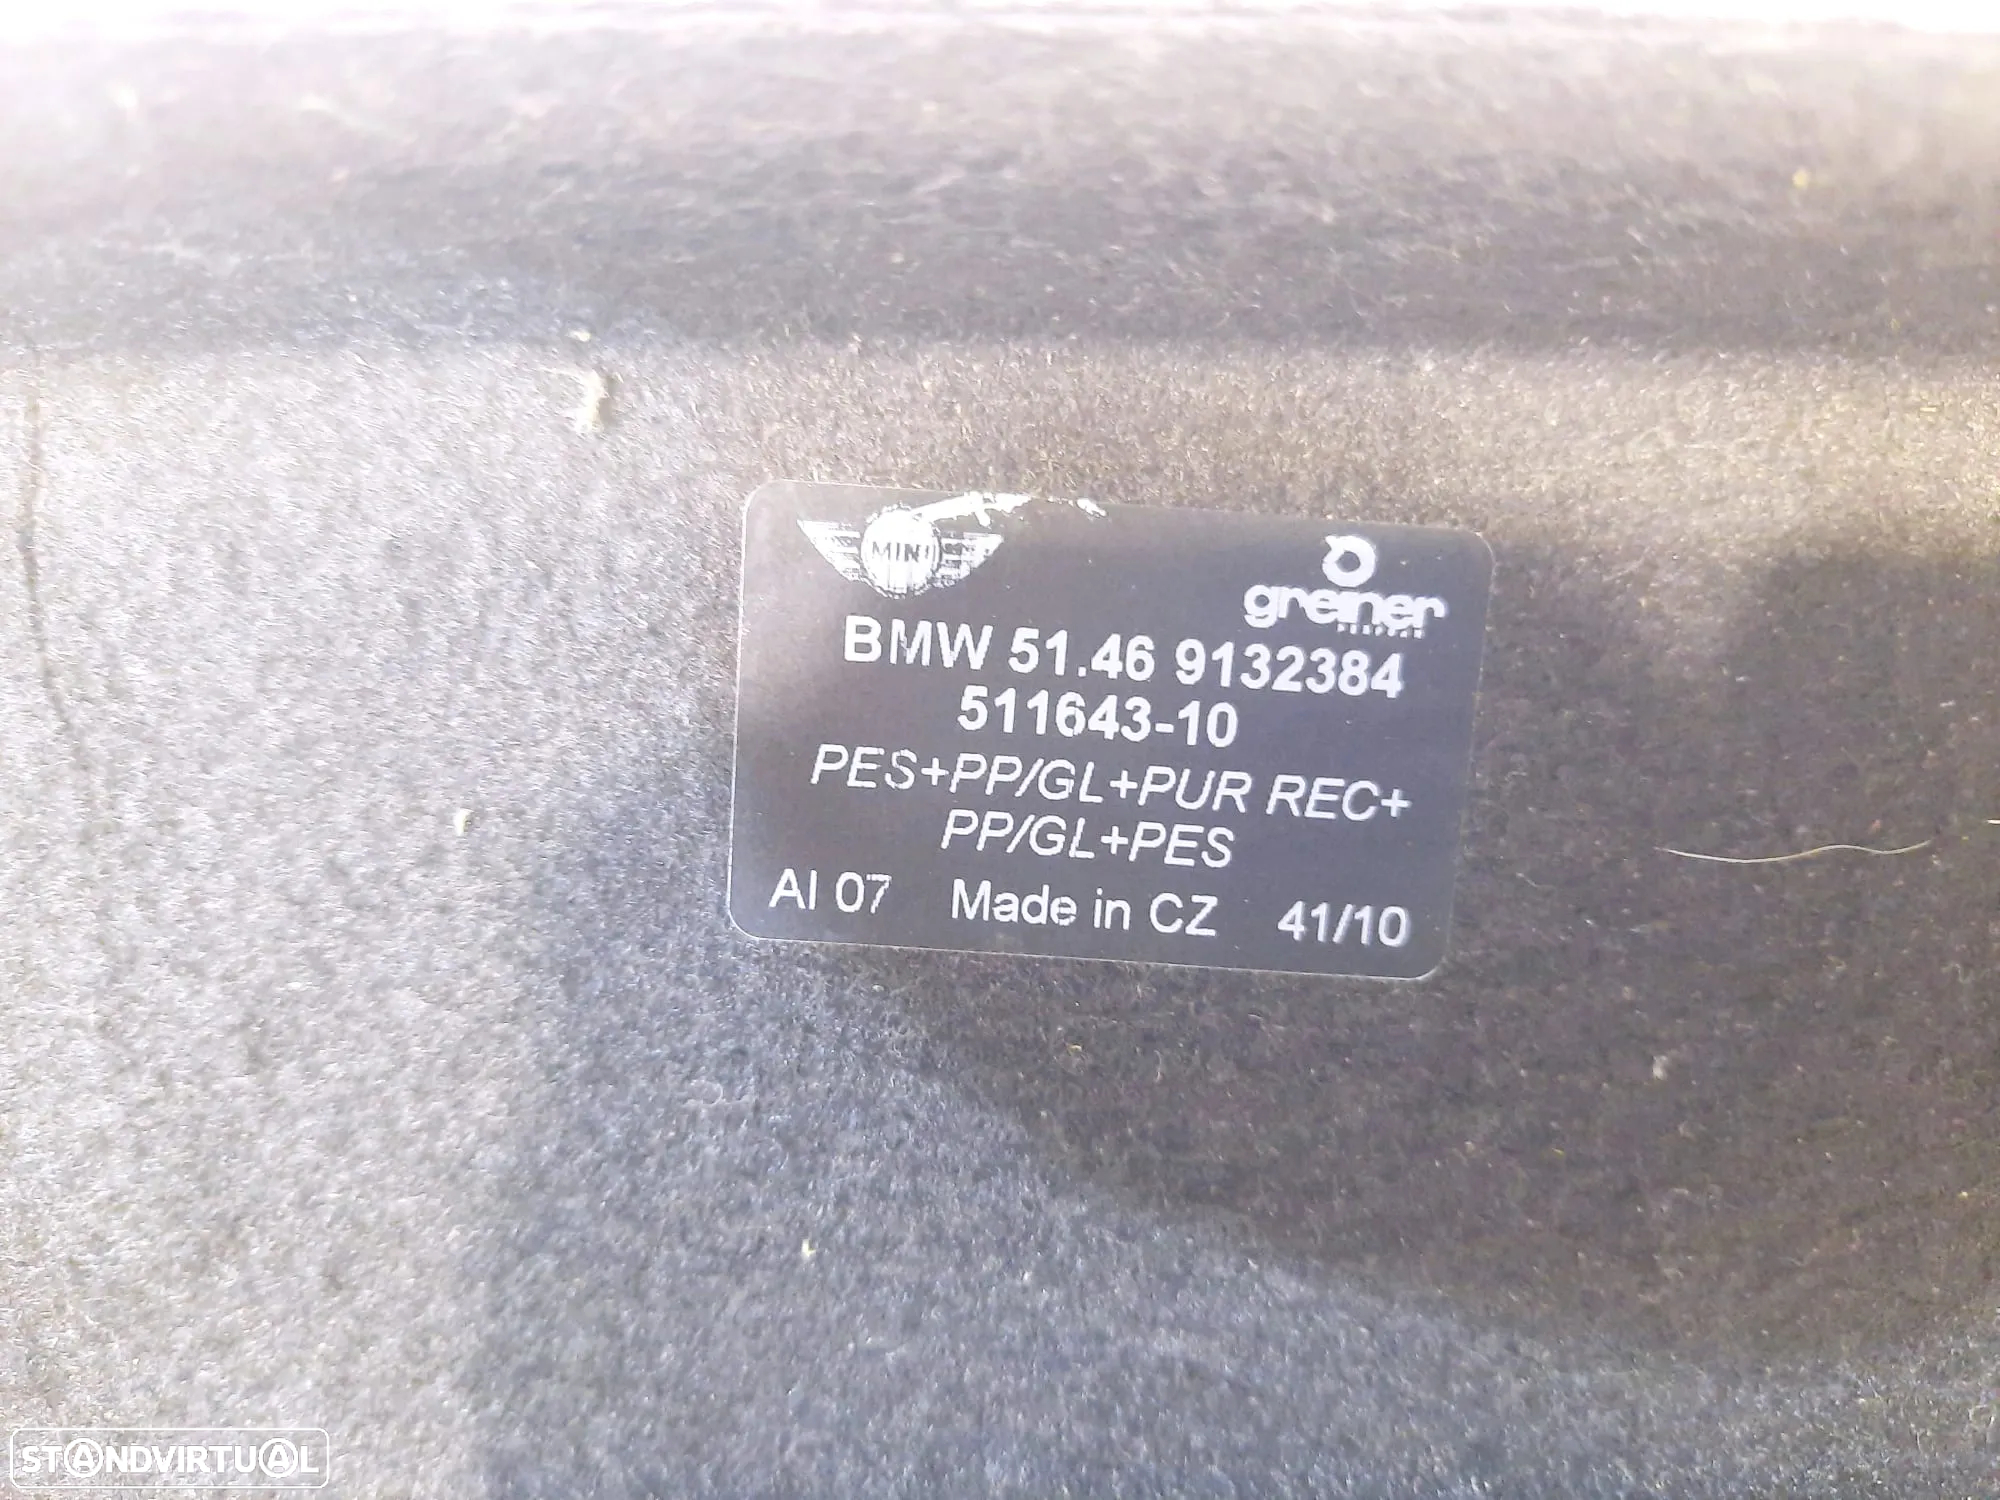 MINI
greiner
BMW 51.46 9132384
511643-10
PES+PP/GL+PUR REC+
PP/GL+PES
AI 07 Made in CZ 41/10
STANDVIRTUAL